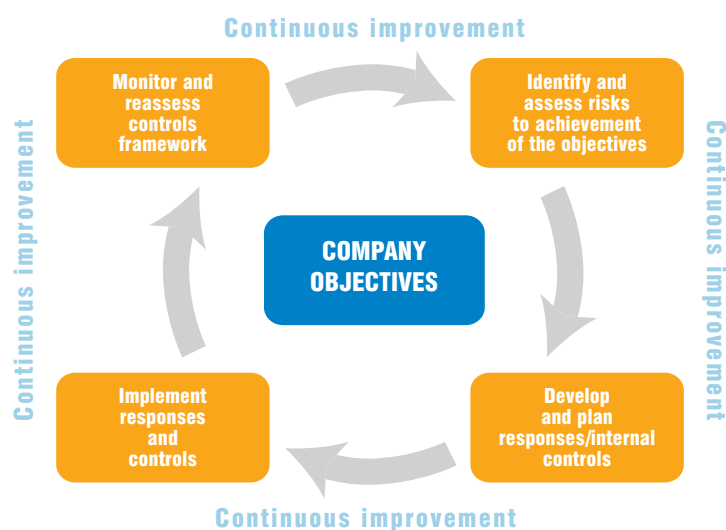 Continuous improvement
Monitor and
reassess
controls
framework
Identify and
assess risks
to achievement
of the objectives
Continuous improvement
Continuous improvement
COMPANY
OBJECTIVES
Implement
responses
and
controls
Develop
and plan
responses/internal
controls
Continuous improvement